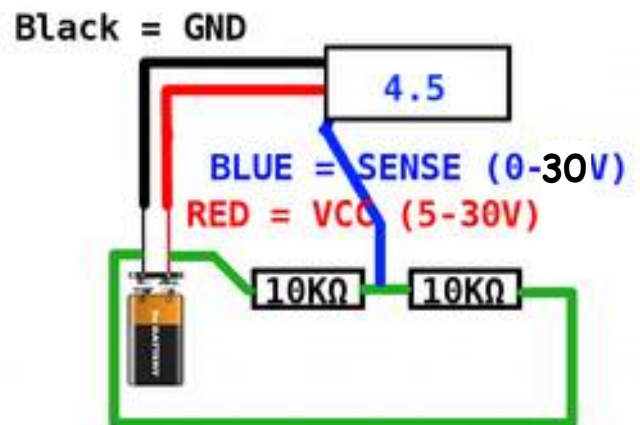 Black = GND
4.5
BLUE = SENSE (0-30V)
RED = VCC (5-30V)
10KΩ 10KΩ